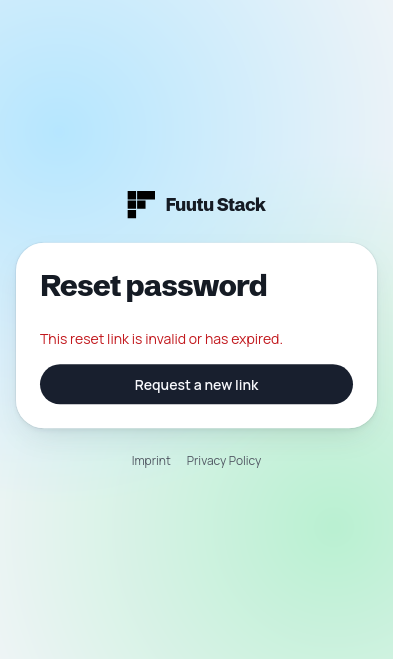 Fuutu Stack
Reset password
This reset link is invalid or has expired.
Request a new link
Imprint Privacy Policy